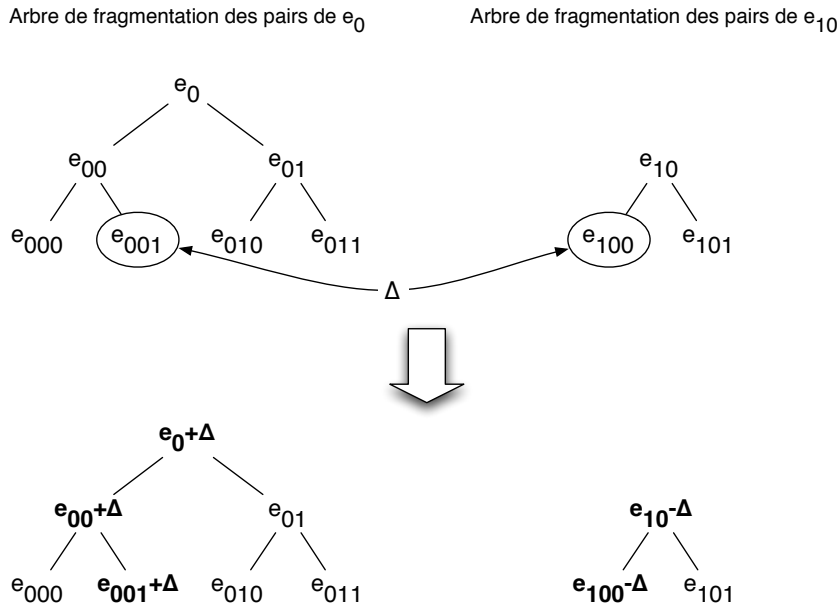 Arbre de fragmentation des pairs de e0 Arbre de fragmentation des pairs de e10
e0
e00 e01 e10
e000 e001 e010 e011 e100 e101
Δ
e0+Δ
e00+Δ e01 e10-Δ
e000 e001+Δ e010 e011 e100-Δ e101